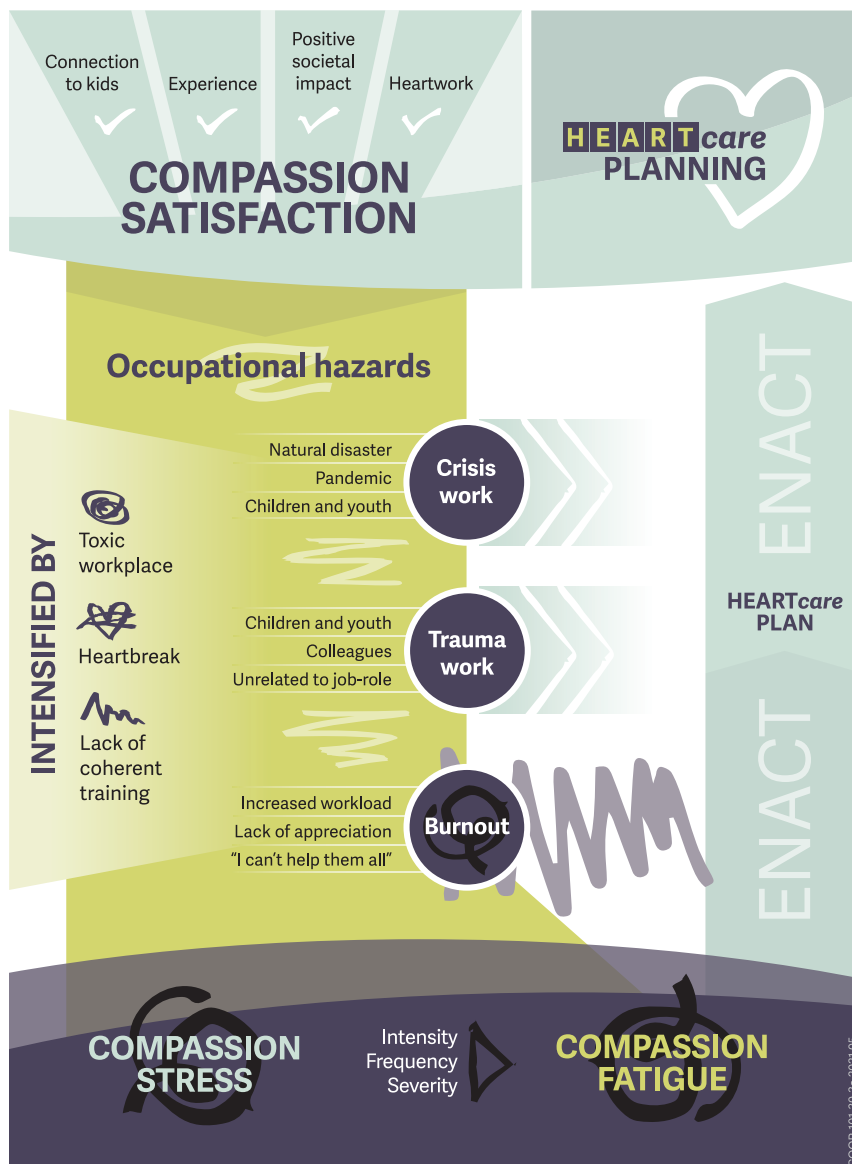 Connection
to kids
Experience
Positive
societal
impact
Heartwork
COMPASSION
SATISFACTION
HEARTcare
PLANNING
Occupational hazards
Natural disaster
Pandemic
Children and youth
Crisis
work
INTENSIFIED BY
Toxic
workplace
Heartbreak
Lack of
coherent
training
Children and youth
Colleagues
Unrelated to job-role
Trauma
work
Increased workload
Lack of appreciation
“I can’t help them all”
Burnout
ENACT
HEARTcare
PLAN
ENACT
COMPASSION
STRESS
Intensity
Frequency
Severity
COMPASSION
FATIGUE